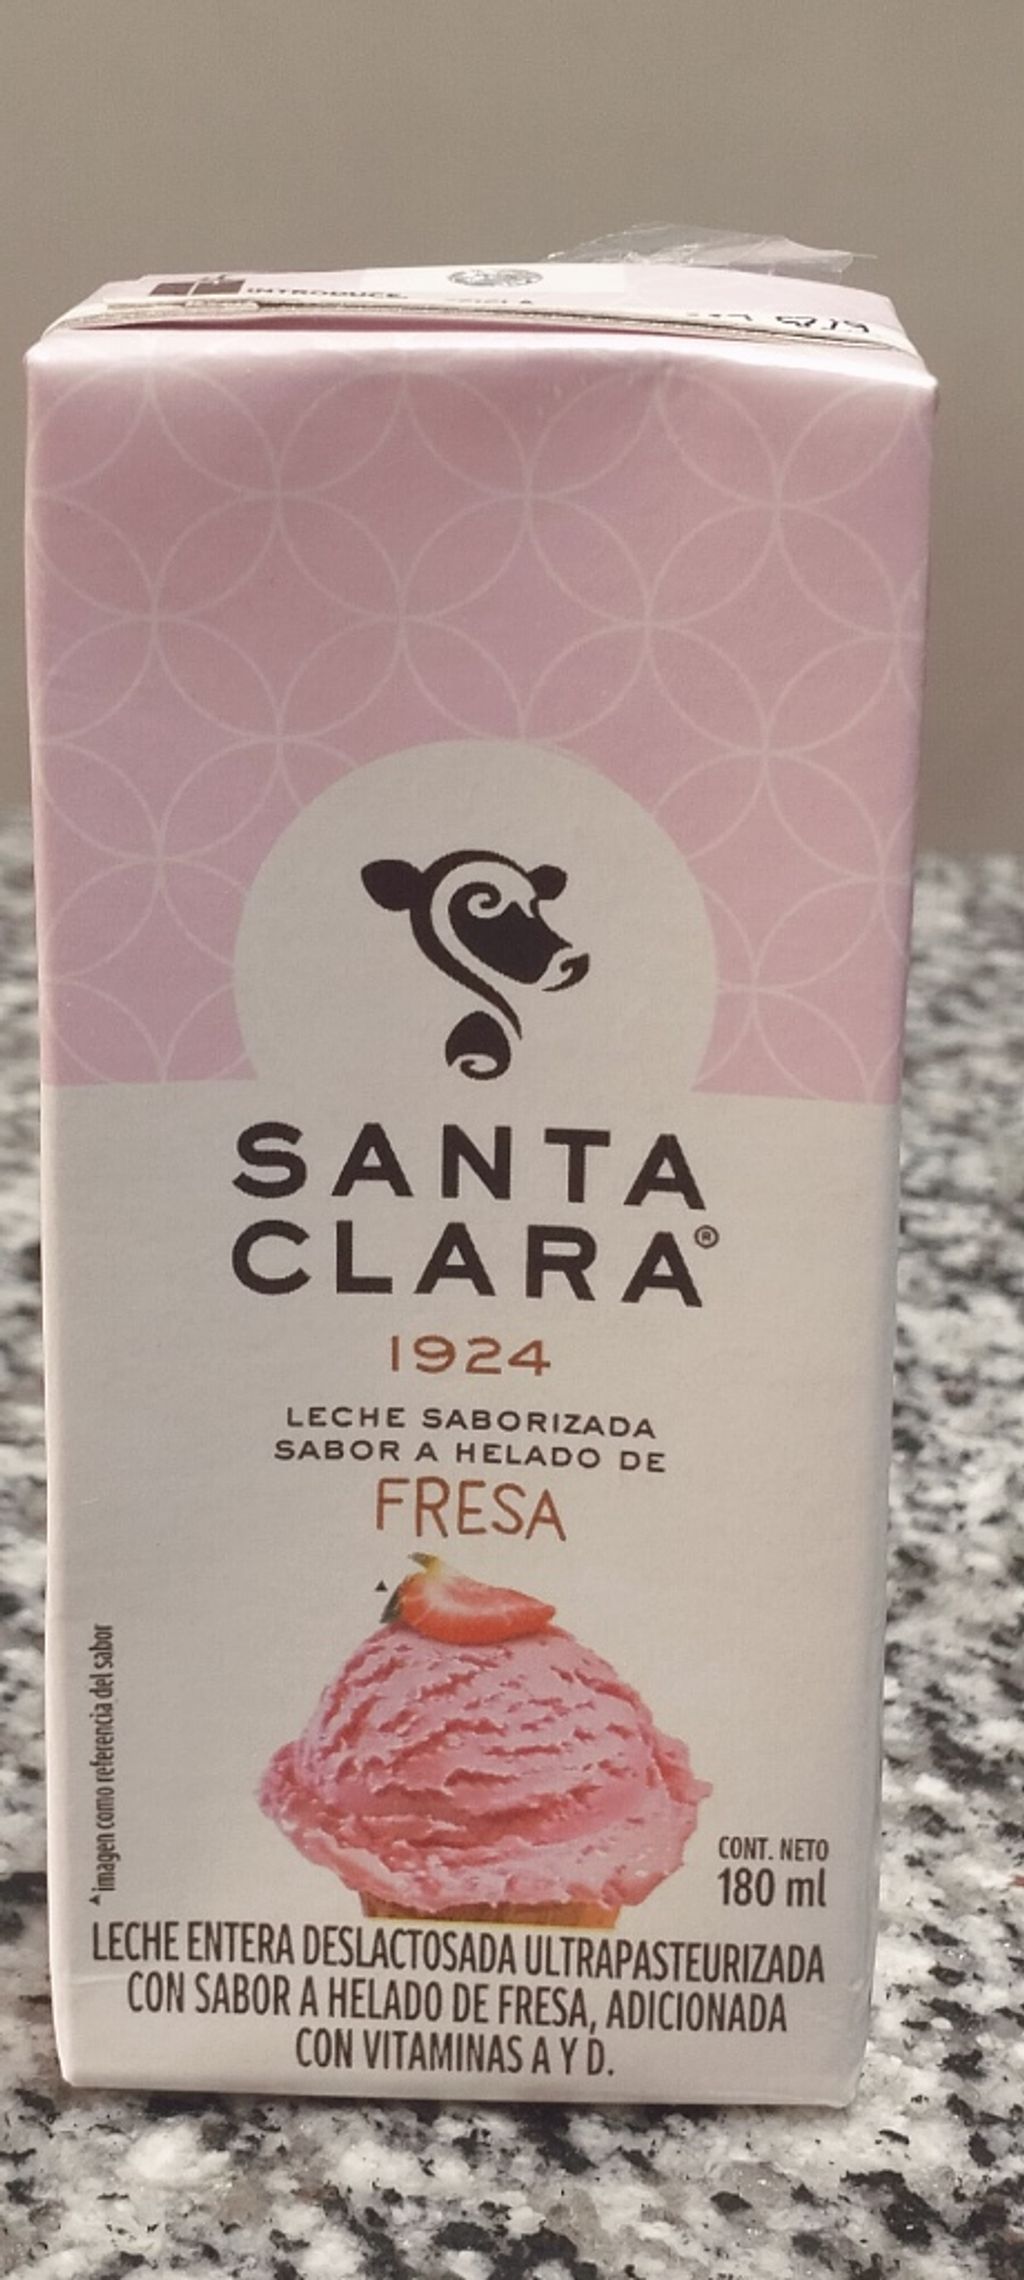 INTRODUCE
SANTA
CLARA®
1924
LECHE SABORIZADA
SABOR A HELADO DE
FRESA
▲imagen como referencia del sabor
CONT. NETO
180 ml
LECHE ENTERA DESLACTOSADA ULTRAPASTEURIZADA
CON SABOR A HELADO DE FRESA, ADICIONADA
CON VITAMINAS A Y D.